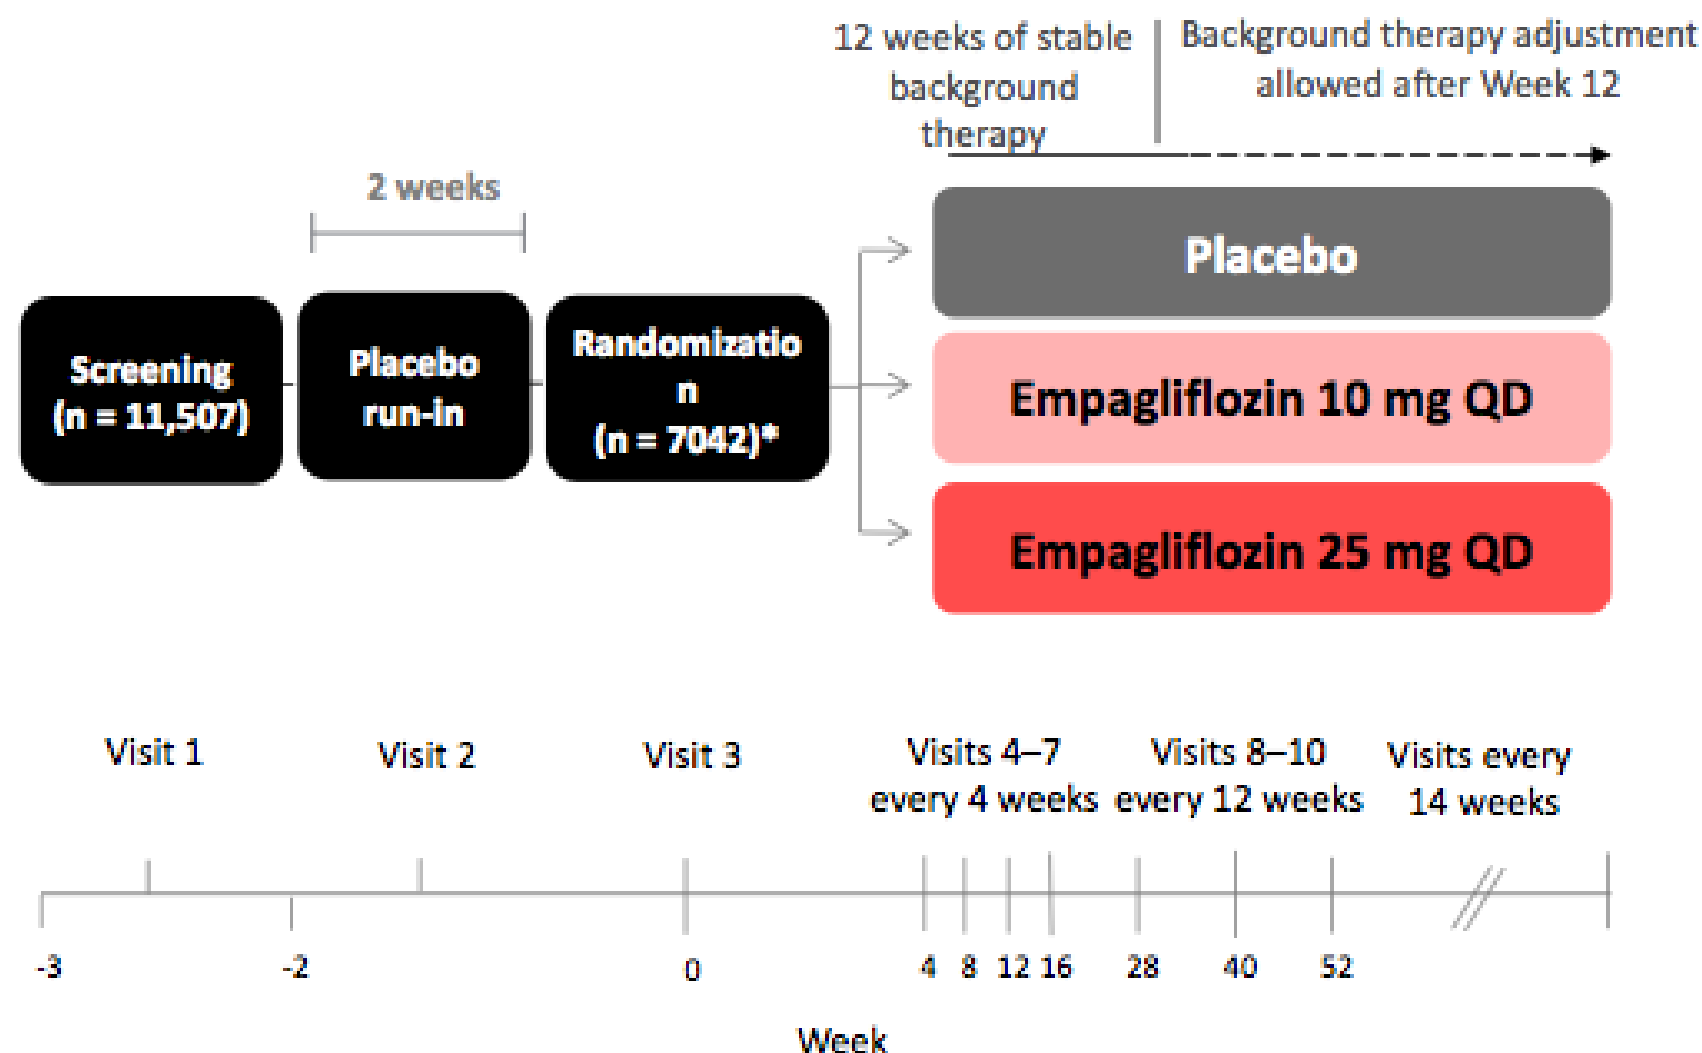 12 weeks of stable
background
therapy
Background therapy adjustment
allowed after Week 12
2 weeks
Screening
(n = 11,507)
Placebo
run-in
Randomizatio
n
(n = 7042)*
Placebo
Empagliflozin 10 mg QD
Empagliflozin 25 mg QD
Visit 1
Visit 2
Visit 3
Visits 4–7
every 4 weeks
Visits 8–10
every 12 weeks
Visits every
14 weeks
-3 -2 0 4 8 12 16 28 40 52
Week